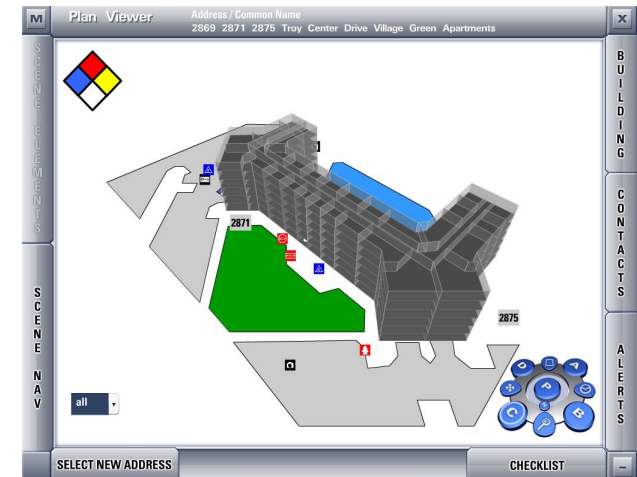 M
Plan Viewer
Address / Common Name
2869 2871 2875 Troy Center Drive Village Green Apartments
X
SCENE ELEMENTS
SCENE NAV
BUILDING
CONTACTS
ALERTS
2871
2875
all
D
A
P
C
B
SELECT NEW ADDRESS
CHECKLIST